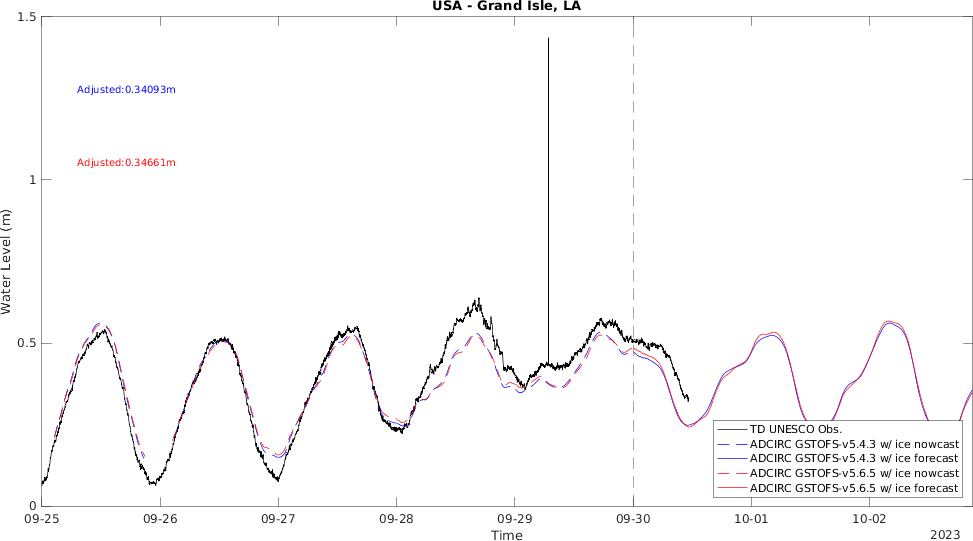 USA - Grand Isle, LA
1.5
Adjusted:0.34093m
Adjusted:0.34661m
1
Water Level (m)
0.5
TD UNESCO Obs.
ADCIRC GSTOFS-v5.4.3 w/ ice nowcast
ADCIRC GSTOFS-v5.4.3 w/ ice forecast
ADCIRC GSTOFS-v5.6.5 w/ ice nowcast
ADCIRC GSTOFS-v5.6.5 w/ ice forecast
0
09-25 09-26 09-27 09-28 09-29 09-30 10-01 10-02
Time
2023